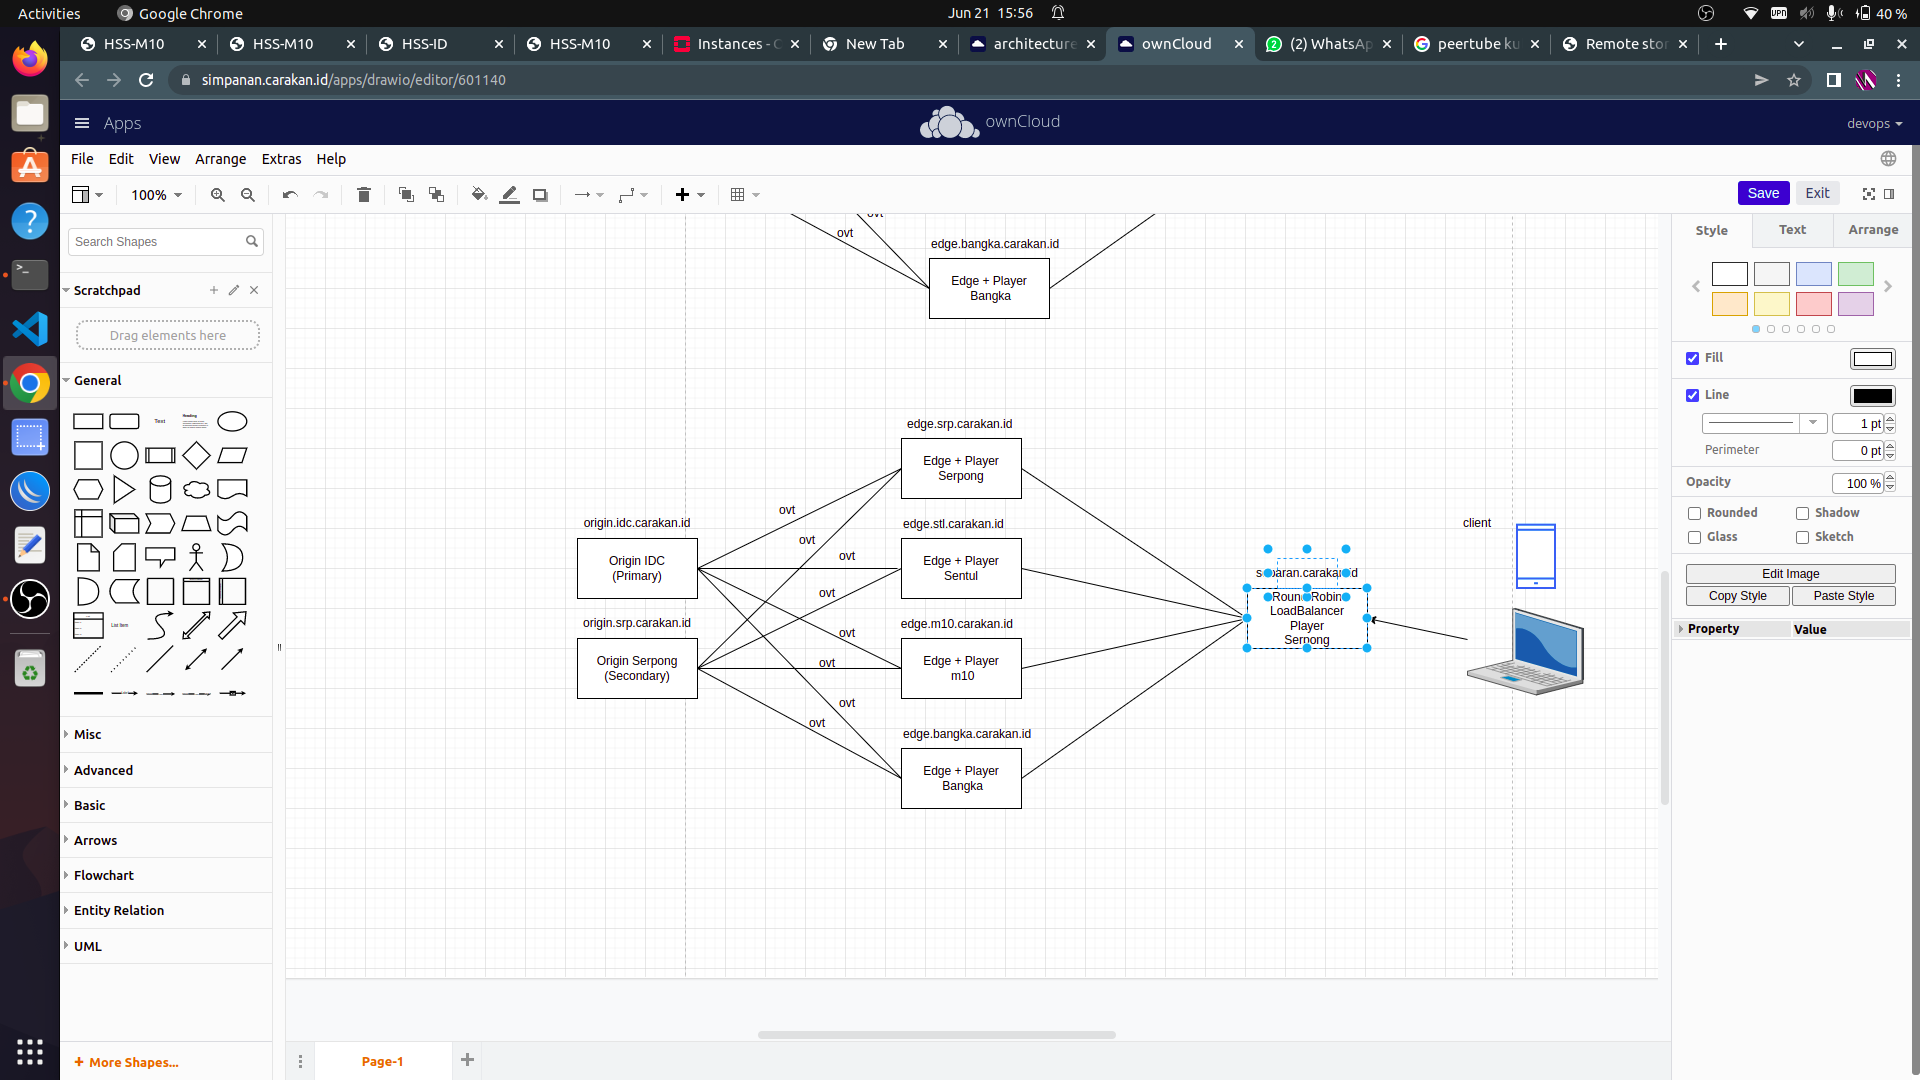 Activities
Google Chrome
Jun 21 15:56
40 %
HSS-M10
HSS-M10
HSS-ID
HSS-M10
Instances - C
New Tab
architecture
ownCloud
(2) WhatsAp
peertube ku
Remote stor
simpanan.carakan.id/apps/drawio/editor/601140
Apps
ownCloud
devops
File Edit View Arrange Extras Help
100%
Save
Exit
Search Shapes
Scratchpad
Drag elements here
General
Text
Heading
List Item
Misc
Advanced
Basic
Arrows
Flowchart
Entity Relation
UML
+ More Shapes...
ovt
ovt
edge.bangka.carakan.id
Edge + Player
Bangka
edge.srp.carakan.id
Edge + Player
Serpong
ovt
origin.idc.carakan.id
edge.stl.carakan.id
ovt
ovt
Origin IDC
(Primary)
Edge + Player
Sentul
ovt
origin.srp.carakan.id
edge.m10.carakan.id
ovt
Origin Serpong
(Secondary)
ovt
Edge + Player
m10
ovt
ovt
edge.bangka.carakan.id
Edge + Player
Bangka
client
Round Robin
LoadBalancer
Player
Serpong
Page-1
Style
Text
Arrange
Fill
Line
1 pt
Perimeter
0 pt
Opacity
100 %
Rounded
Shadow
Glass
Sketch
Edit Image
Copy Style
Paste Style
Property
Value